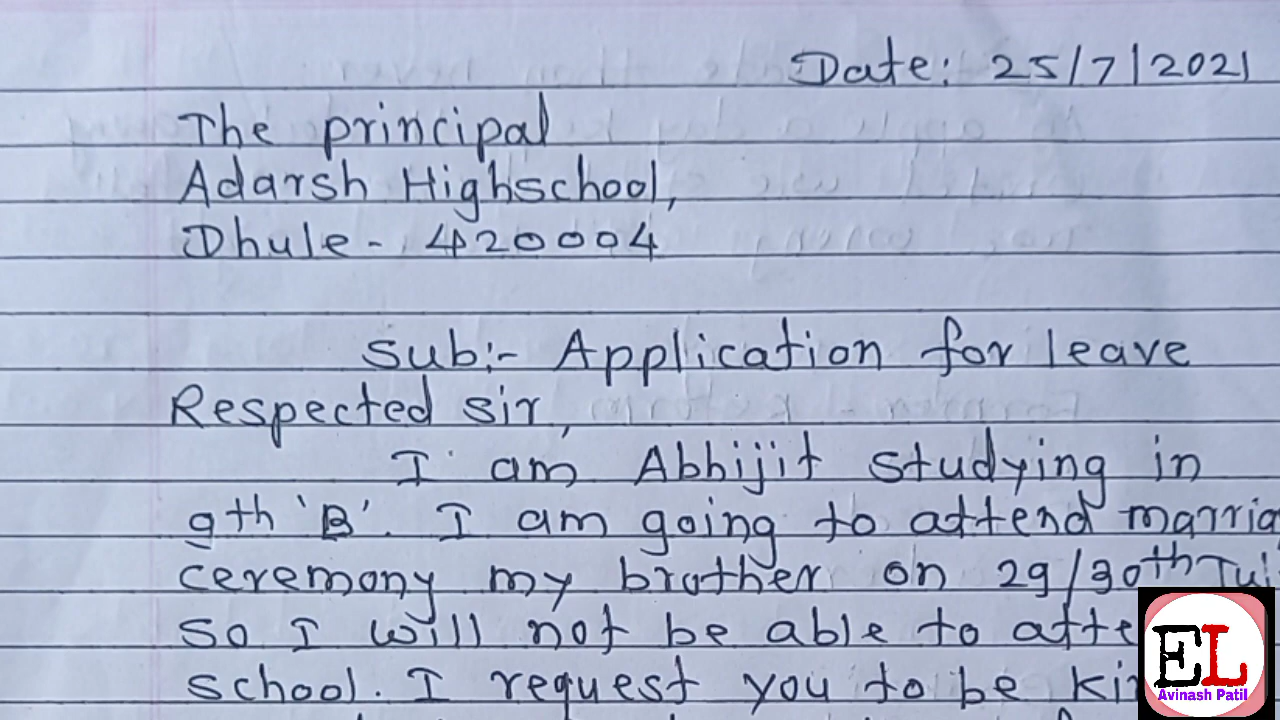 Date: 25/7/2021
The principal
Adarsh Highschool,
Dhule - 420004
Sub:- Application for leave
Respected sir,
I am Abhijit studying in
9th 'B'. I am going to attend marria
ceremony my brother on 29/30th
so I will not be able to atte
school. I request you to be ki
EL
Avinash Patil